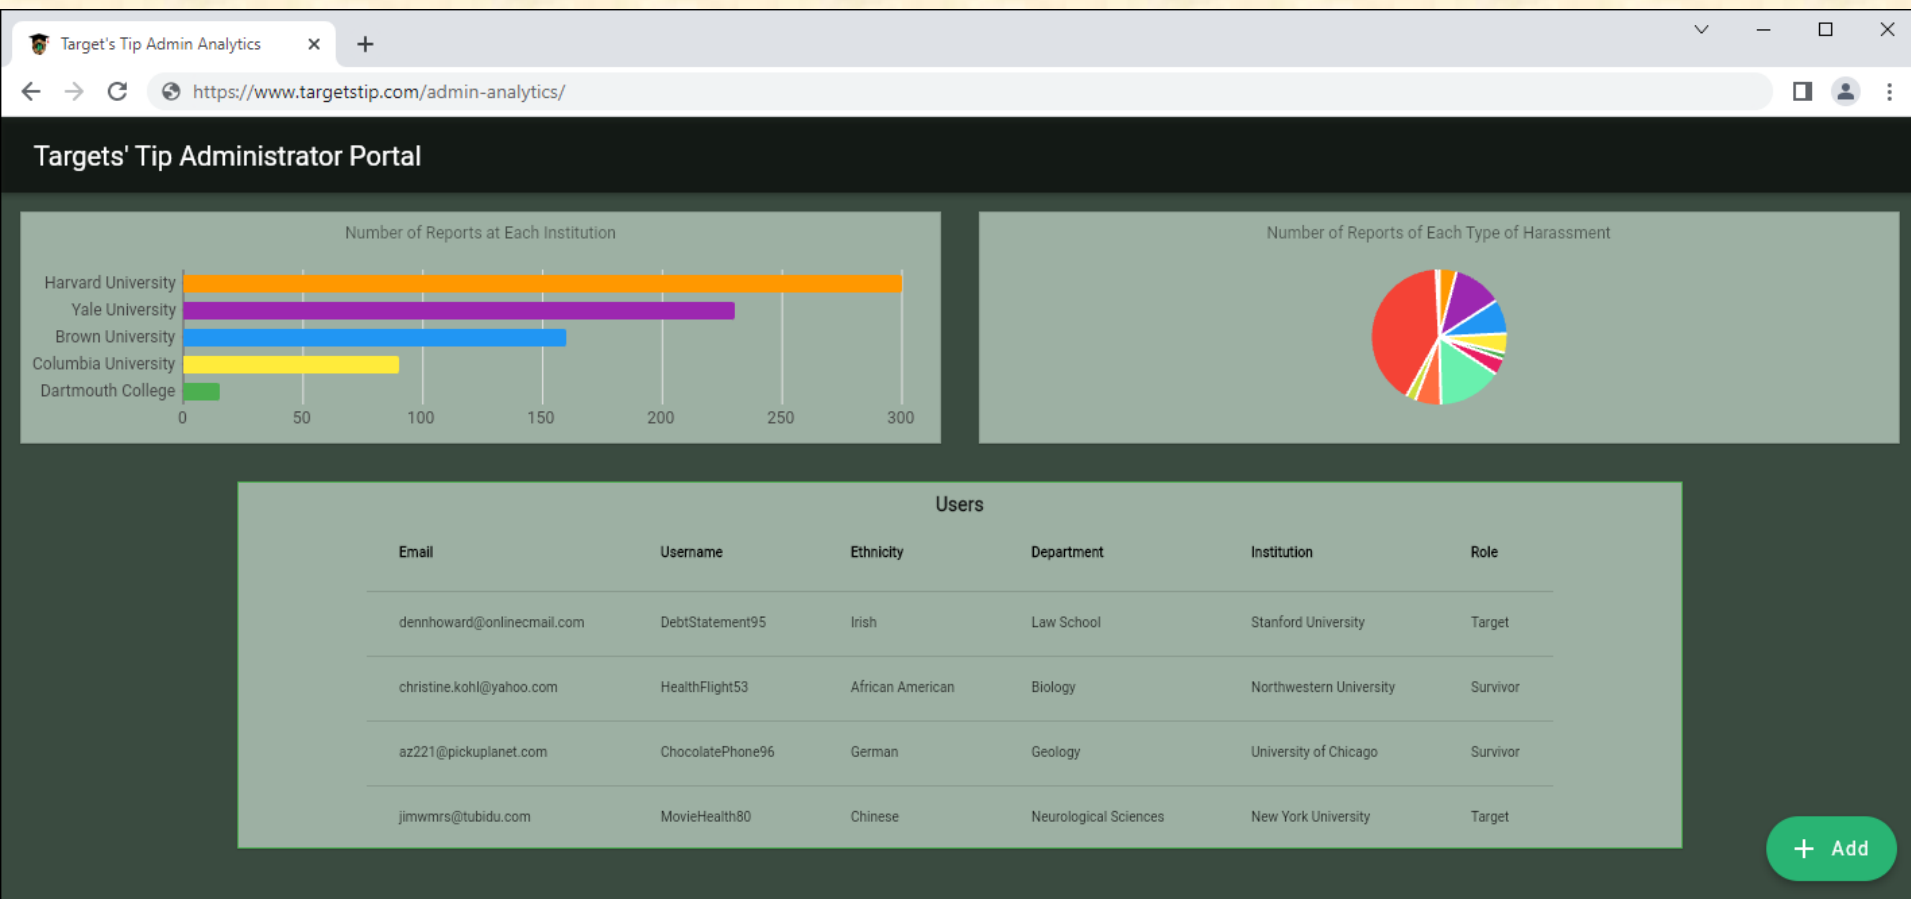 Target's Tip Admin Analytics
https://www.targetstip.com/admin-analytics/
Targets' Tip Administrator Portal
Number of Reports at Each Institution
Harvard University
Yale University
Brown University
Columbia University
Dartmouth College
0 50 100 150 200 250 300
Number of Reports of Each Type of Harassment
Users
Email Username Ethnicity Department Institution Role
dennhoward@onlinecmail.com DebtStatement95 Irish Law School Stanford University Target
christine.kohl@yahoo.com HealthFlight53 African American Biology Northwestern University Survivor
az221@pickuplanet.com ChocolatePhone96 German Geology University of Chicago Survivor
jimwmrs@tubidu.com MovieHealth80 Chinese Neurological Sciences New York University Target
+ Add